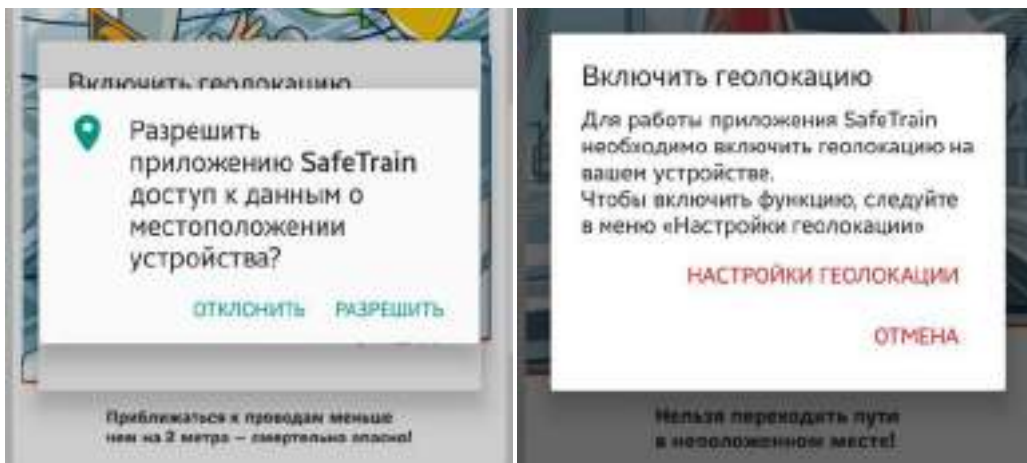 Включить геолокацию
Разрешить
приложению SafeTrain
доступ к данным о
местоположении
устройства?
ОТКЛОНИТЬ РАЗРЕШИТЬ
Приближаться к проводам меньше
чем на 2 метра – смертельно опасно!
Включить геолокацию
Для работы приложения SafeTrain
необходимо включить геолокацию на
вашем устройстве.
Чтобы включить функцию, следуйте
в меню «Настройки геолокации»
НАСТРОЙКИ ГЕОЛОКАЦИИ
ОТМЕНА
Нельзя переходить пути
в неположенном месте!